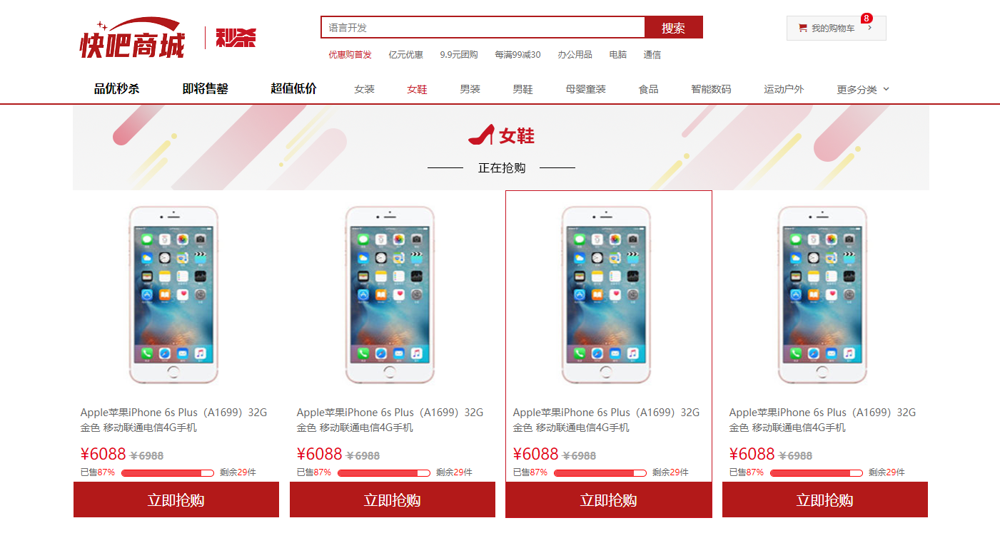 快吧商城
秒杀
语言开发
搜索
我的购物车
8
优惠购首发 亿元优惠 9.9元团购 每满99减30 办公用品 电脑 通信
品优秒杀 即将售罄 超值低价 女装 女鞋 男装 男鞋 母婴童装 食品 智能数码 运动户外 更多分类
女鞋
正在抢购
Apple苹果iPhone 6s Plus（A1699）32G
金色 移动联通电信4G手机
¥6088 ¥6988
已售87% 剩余29件
立即抢购
Apple苹果iPhone 6s Plus（A1699）32G
金色 移动联通电信4G手机
¥6088 ¥6988
已售87% 剩余29件
立即抢购
Apple苹果iPhone 6s Plus（A1699）32G
金色 移动联通电信4G手机
¥6088 ¥6988
已售87% 剩余29件
立即抢购
Apple苹果iPhone 6s Plus（A1699）32G
金色 移动联通电信4G手机
¥6088 ¥6988
已售87% 剩余29件
立即抢购